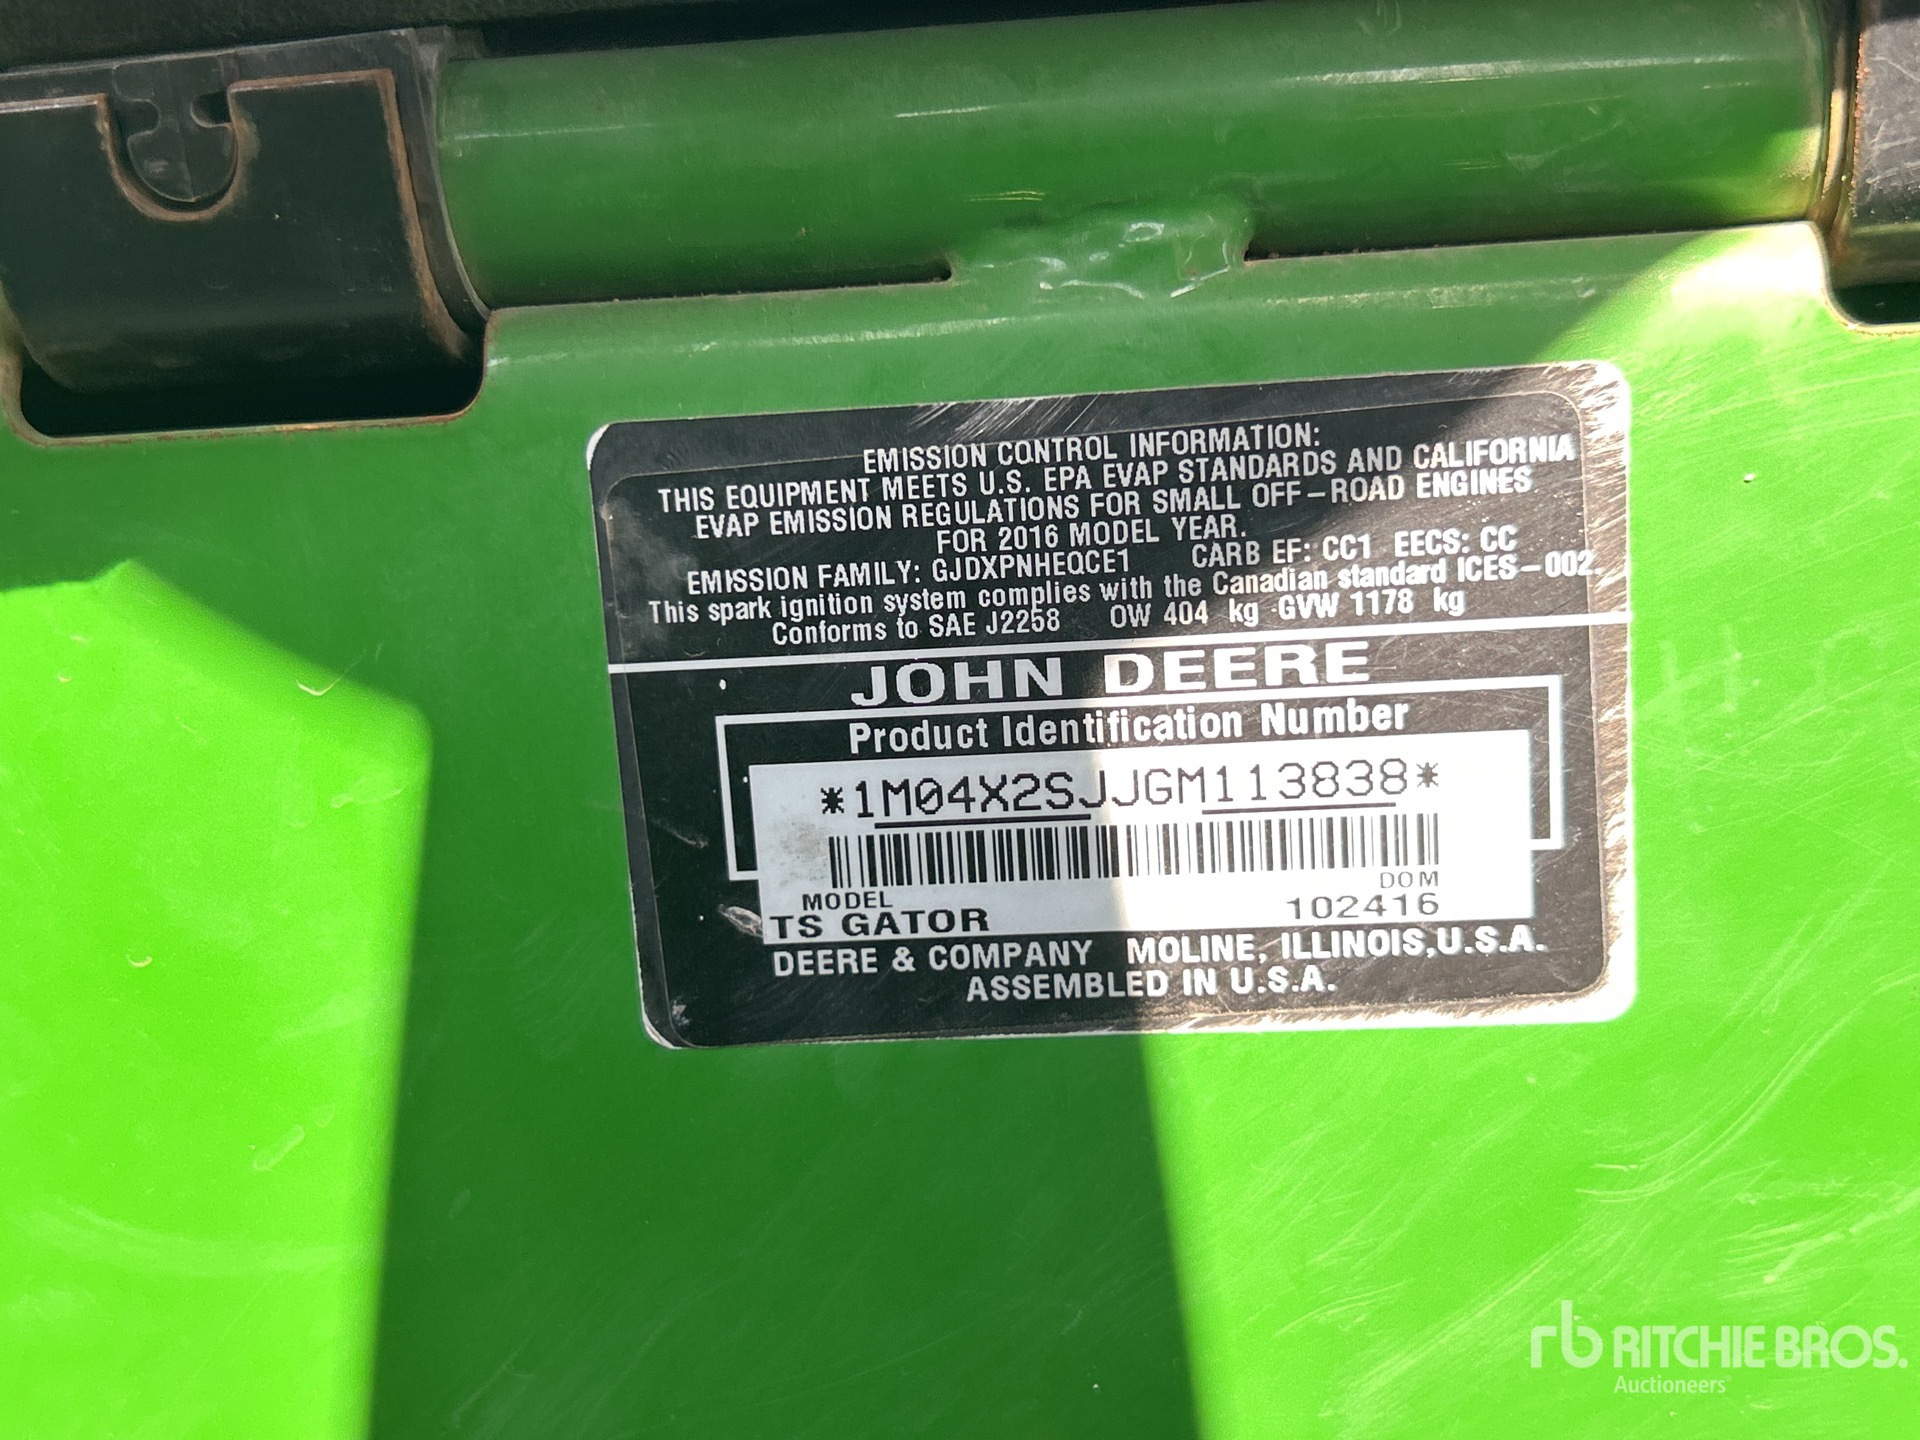 EMISSION CONTROL INFORMATION:
THIS EQUIPMENT MEETS U.S. EPA EVAP STANDARDS AND CALIFORNIA
EVAP EMISSION REGULATIONS FOR SMALL OFF-ROAD ENGINES
FOR 2016 MODEL YEAR.
EMISSION FAMILY: GJDXPNHEQCE1 CARB EF: CC1 EECS: CC
This spark ignition system complies with the Canadian standard ICES-002.
Conforms to SAE J2258 OW 404 kg GVW 1178 kg
JOHN DEERE
Product Identification Number
*1M04X2SJJGM113838*
MODEL DOM
TS GATOR 102416
DEERE & COMPANY MOLINE, ILLINOIS, U.S.A.
ASSEMBLED IN U.S.A.
rb RITCHIE BROS.
Auctioneers